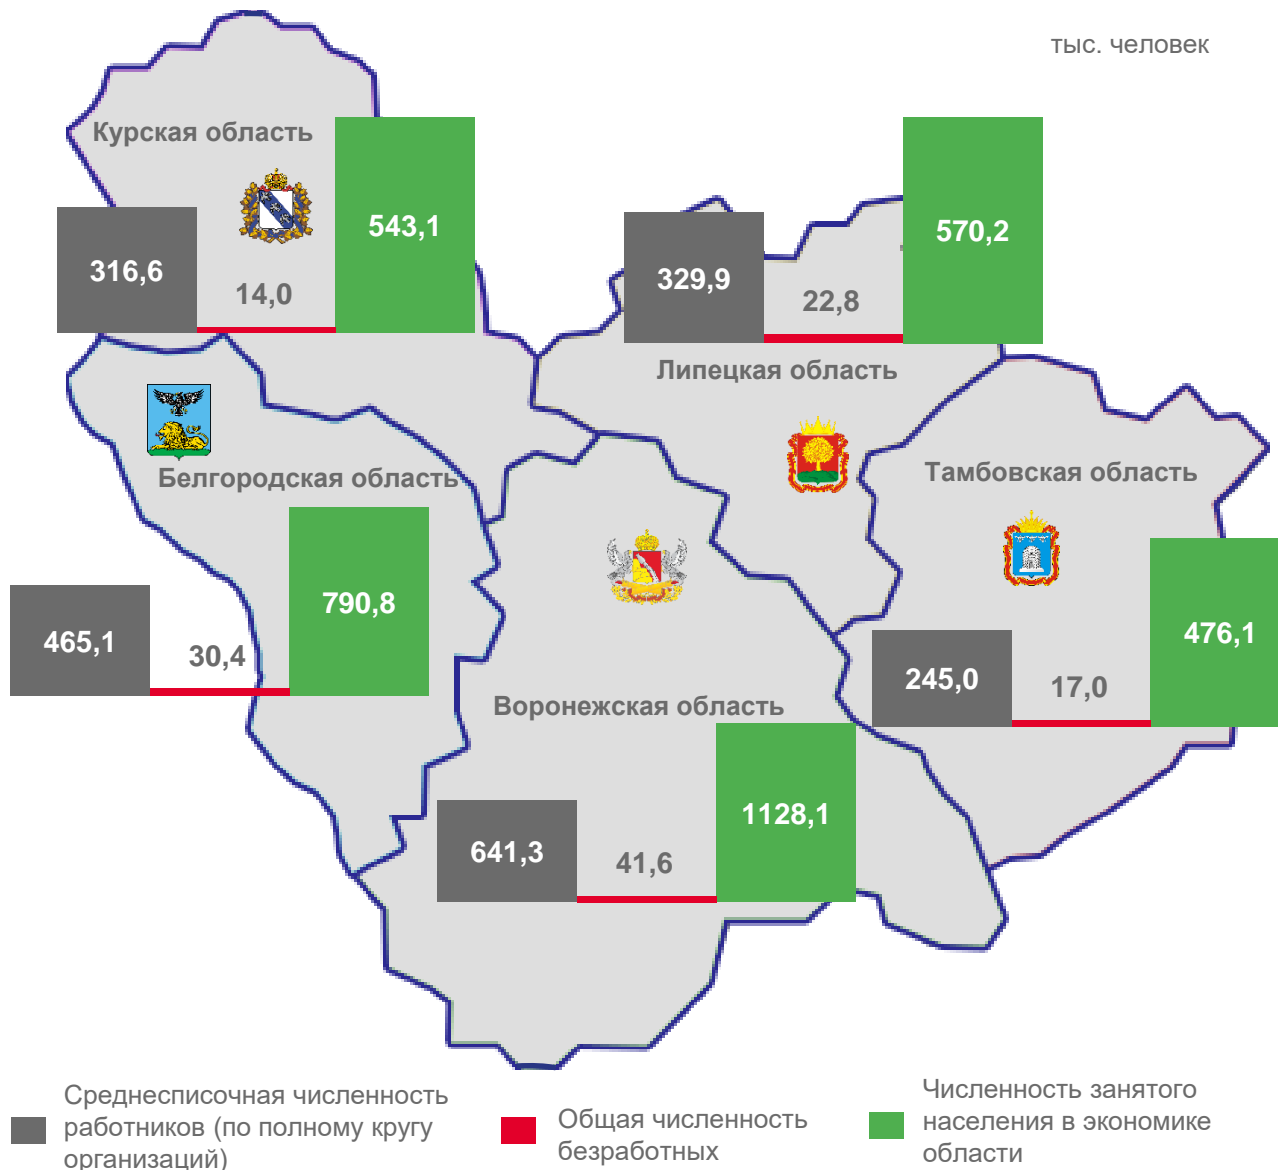 тыс. человек
Курская область
316,6
14,0
543,1
329,9
22,8
570,2
Липецкая область
Белгородская область
465,1
30,4
790,8
Тамбовская область
245,0
17,0
476,1
Воронежская область
641,3
41,6
1128,1
Среднесписочная численность
работников (по полному кругу
организаций)
Общая численность
безработных
Численность занятого
населения в экономике
области